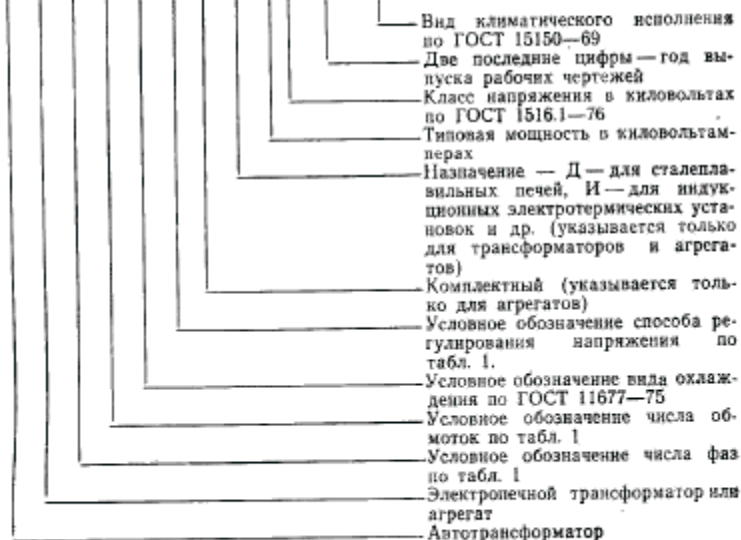 Вид климатического исполнения
по ГОСТ 15150—69
Две последние цифры — год вы-
пуска рабочих чертежей
Класс напряжения в киловольтах
по ГОСТ 1516.1—76
Типовая мощность в киловольтам-
перах
Назначение — Д — для сталепла-
вильных печей, И — для индук-
ционных электротермических уста-
новок и др. (указывается только
для трансформаторов и агрега-
тов)
Комплектный (указывается толь-
ко для агрегатов)
Условное обозначение способа ре-
гулирования напряжения по
табл. 1.
Условное обозначение вида охлаж-
дения по ГОСТ 11677—75
Условное обозначение числа об-
моток по табл. 1
Условное обозначение числа фаз
по табл. 1
Электропечной трансформатор или
агрегат
Автотрансформатор